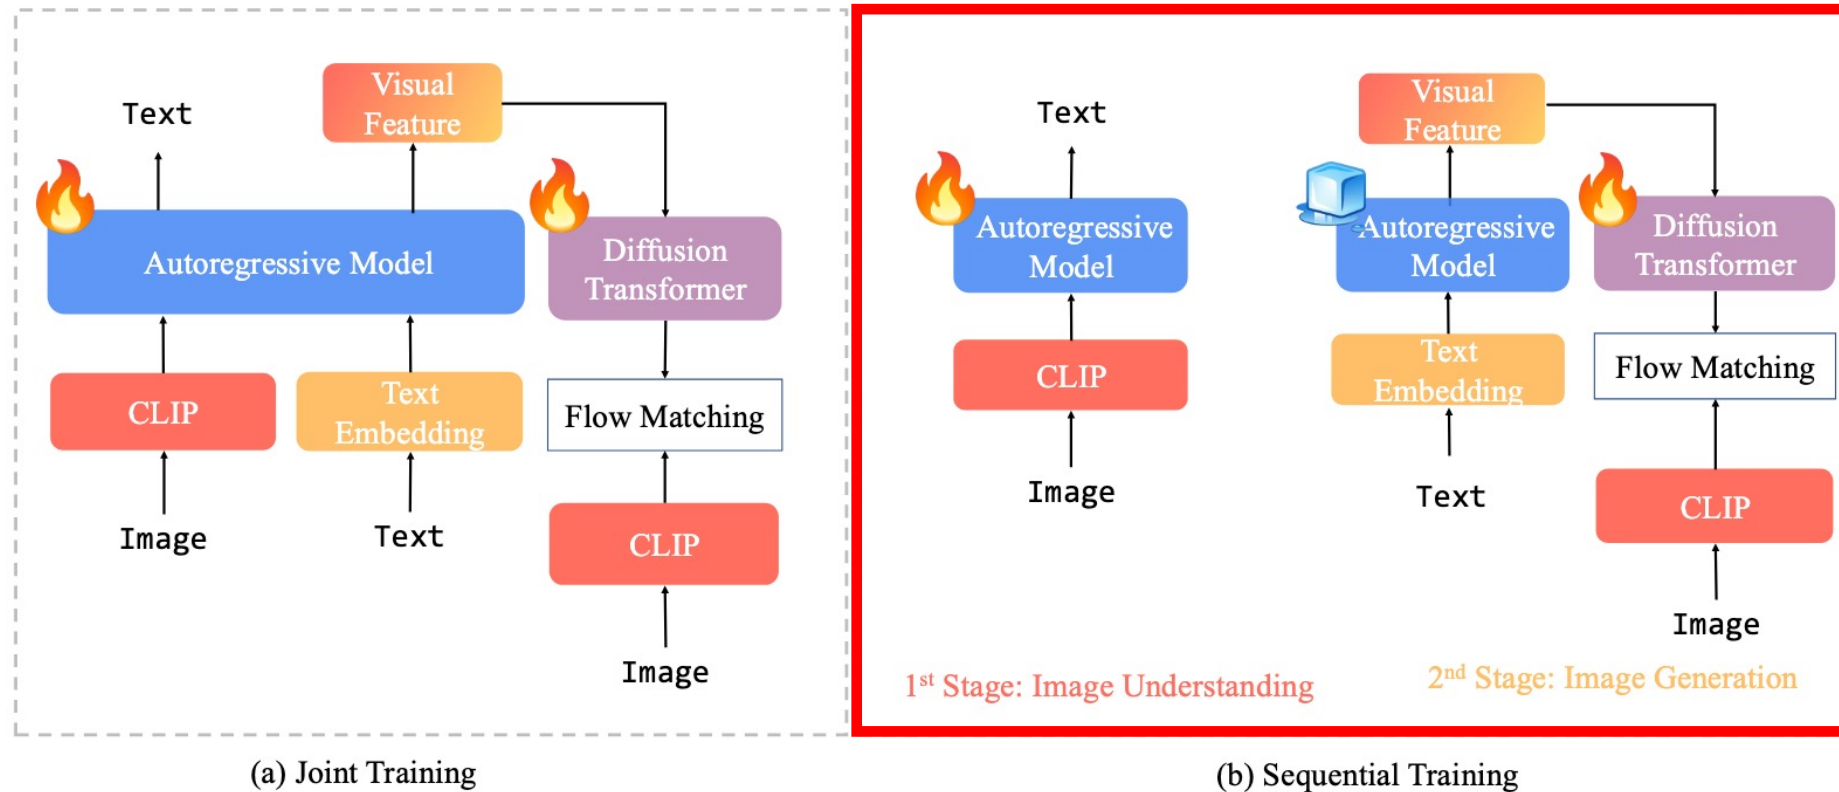 Text
Visual
Feature
Autoregressive Model
Diffusion
Transformer
CLIP
Text
Embedding
Flow Matching
Image
Text
CLIP
Image
(a) Joint Training
Text
Autoregressive
Model
CLIP
Image
1st Stage: Image Understanding
Visual
Feature
Autoregressive
Model
Diffusion
Transformer
Text
Embedding
Flow Matching
Text
CLIP
Image
2nd Stage: Image Generation
(b) Sequential Training